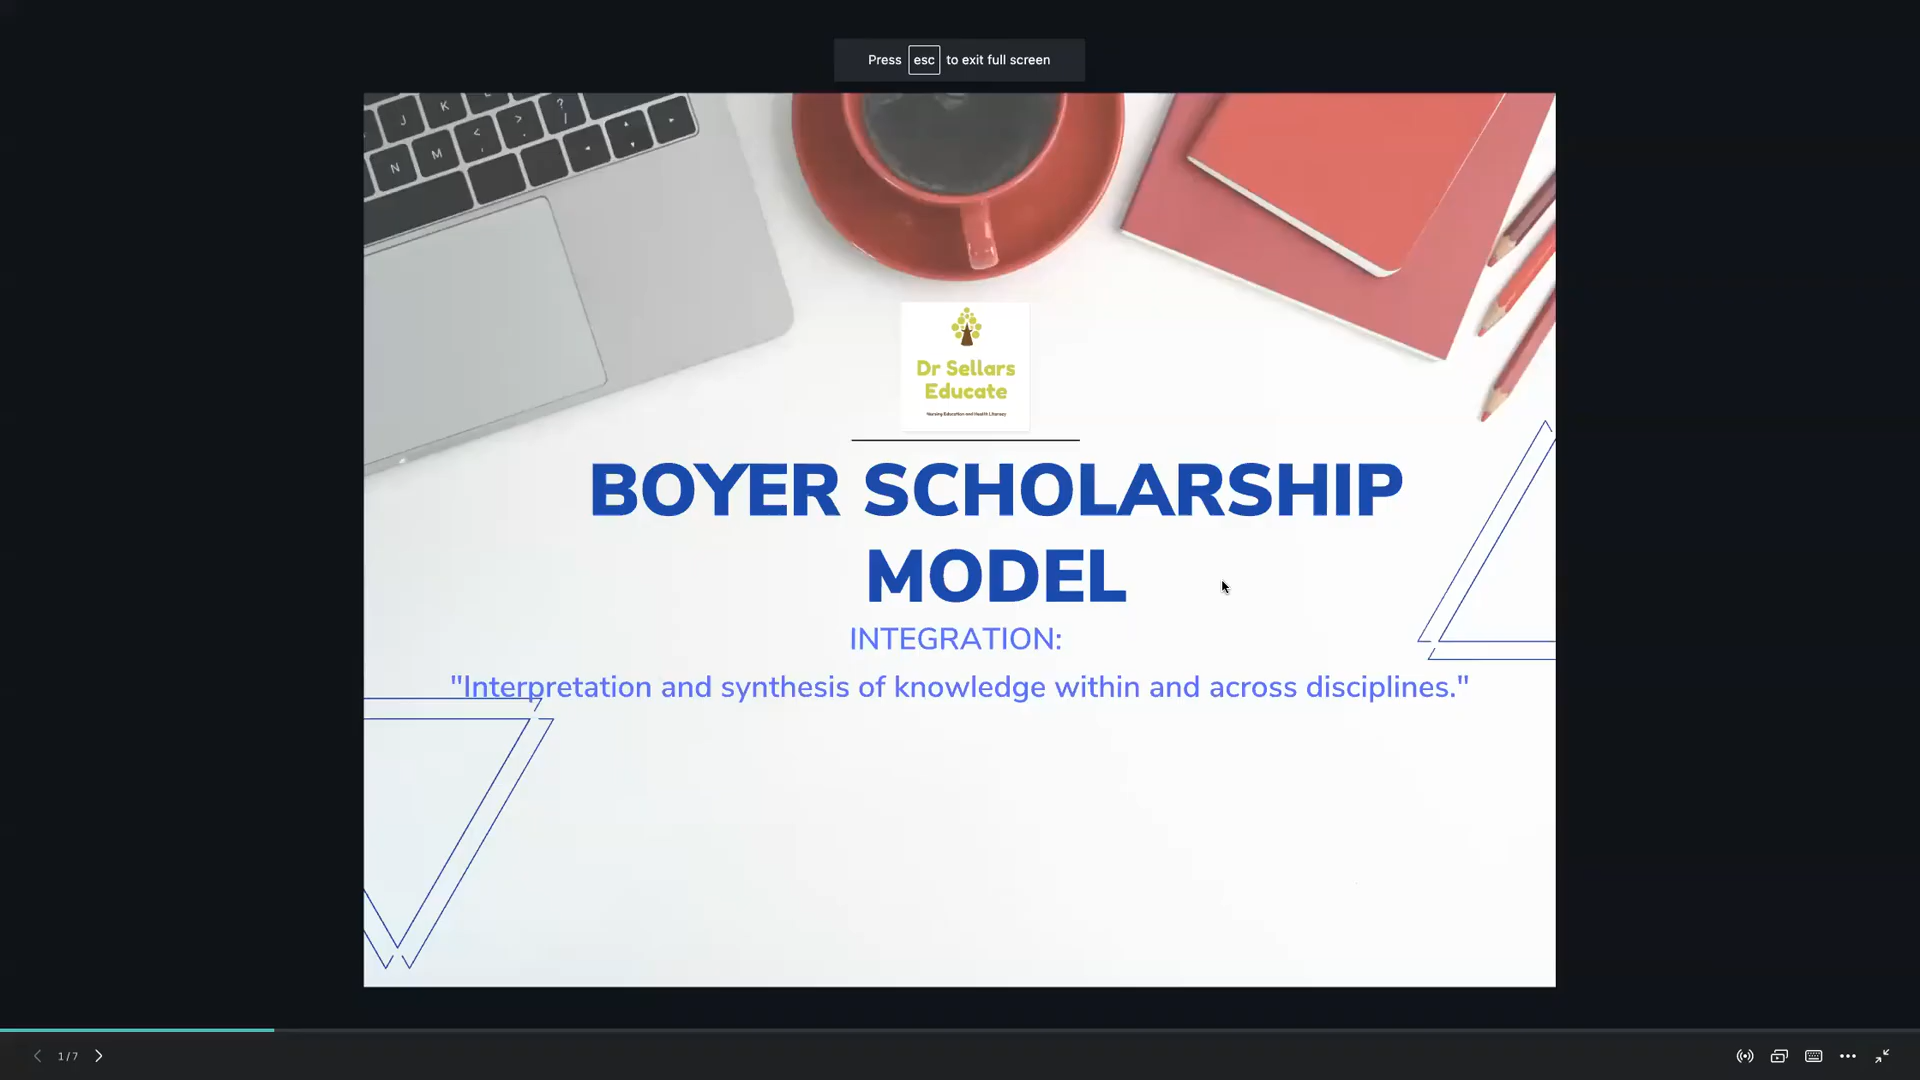 Press esc to exit full screen
K
? /
J
> .
< ,
M
N
Dr Sellars
Educate
Nursing Education and Health Literacy
BOYER SCHOLARSHIP
MODEL
INTEGRATION:
"Interpretation and synthesis of knowledge within and across disciplines."
1/7